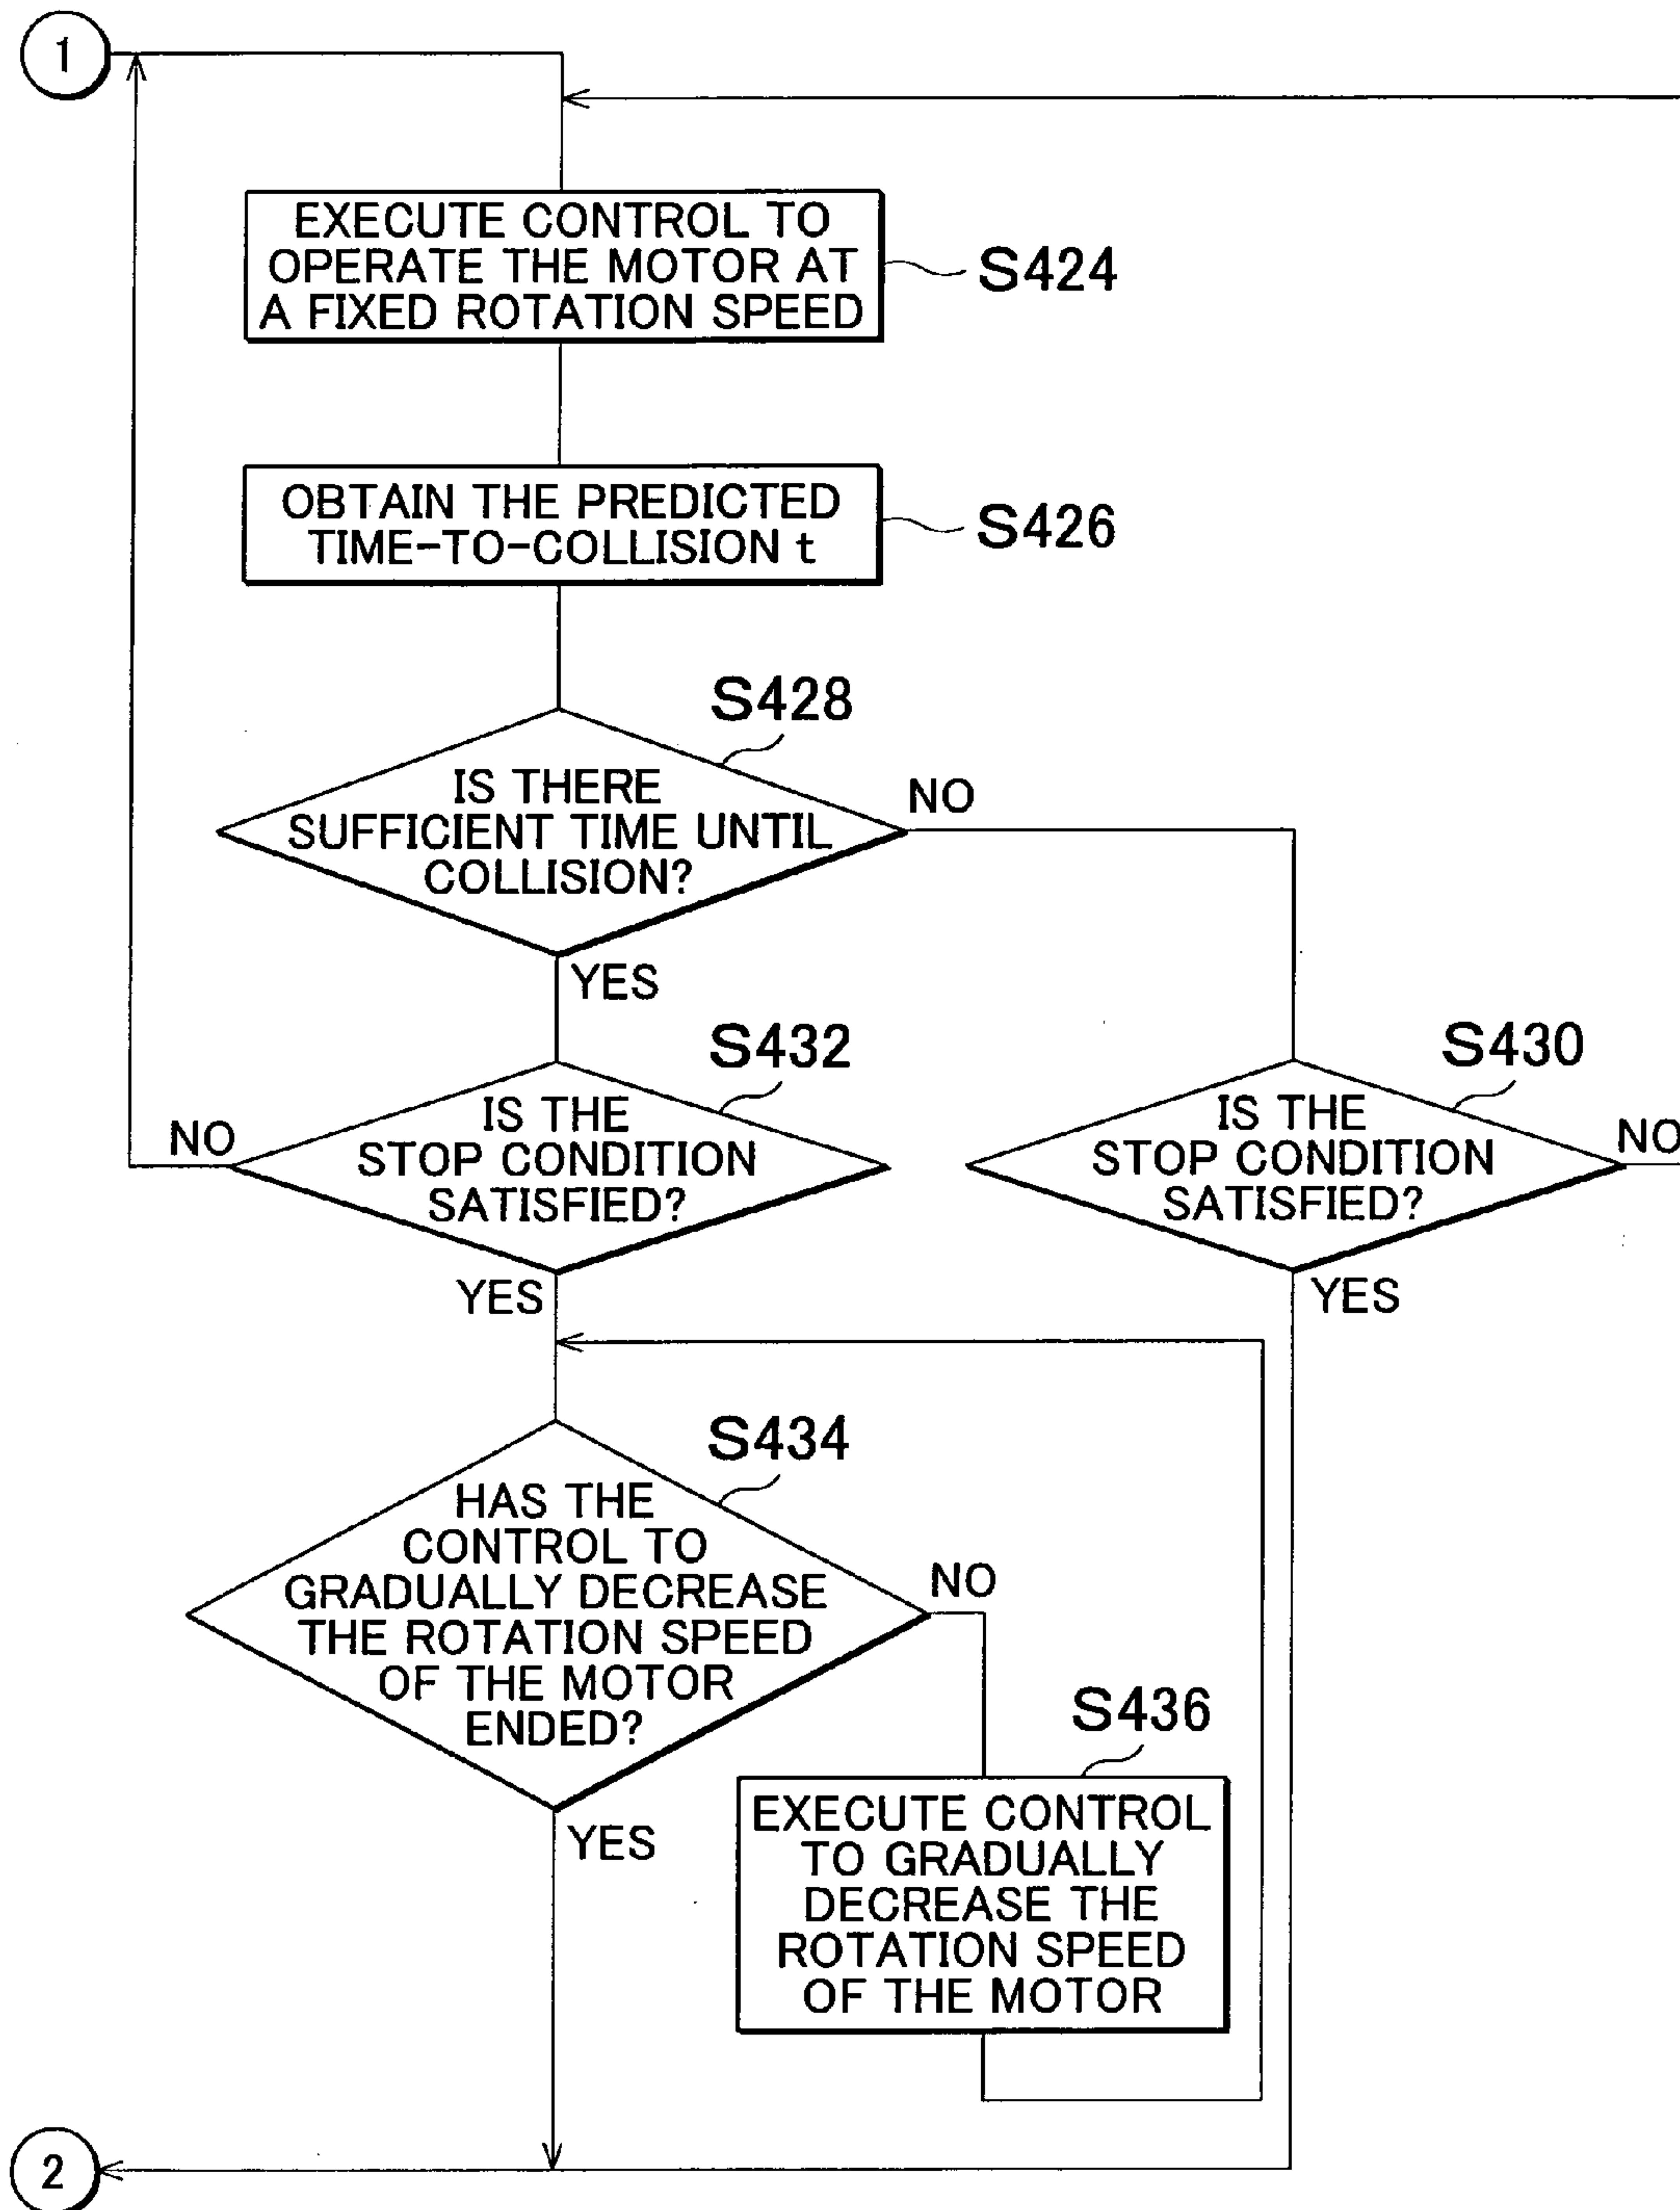 1
EXECUTE CONTROL TO
OPERATE THE MOTOR AT
A FIXED ROTATION SPEED
S424
OBTAIN THE PREDICTED
TIME-TO-COLLISION t
S426
S428
IS THERE
SUFFICIENT TIME UNTIL
COLLISION?
NO
YES
S432
IS THE
STOP CONDITION
SATISFIED?
NO
YES
S430
IS THE
STOP CONDITION
SATISFIED?
NO
YES
S434
HAS THE
CONTROL TO
GRADUALLY DECREASE
THE ROTATION SPEED
OF THE MOTOR
ENDED?
NO
YES
S436
EXECUTE CONTROL
TO GRADUALLY
DECREASE THE
ROTATION SPEED
OF THE MOTOR
2